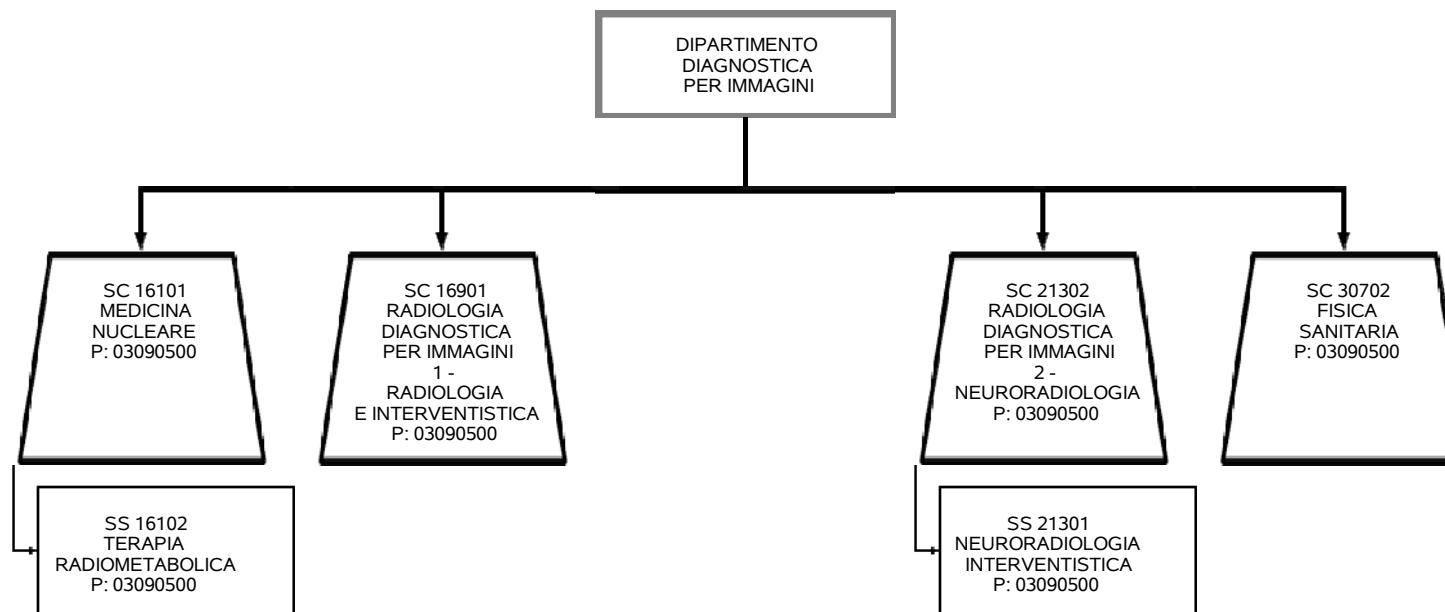 DIPARTIMENTO
DIAGNOSTICA
PER IMMAGINI
SC 16101
MEDICINA
NUCLEARE
P: 03090500
SC 16901
RADIOLOGIA
DIAGNOSTICA
PER IMMAGINI
1 -
RADIOLOGIA
E INTERVENTISTICA
P: 03090500
SC 21302
RADIOLOGIA
DIAGNOSTICA
PER IMMAGINI
2 -
NEURORADIOLOGIA
P: 03090500
SC 30702
FISICA
SANITARIA
P: 03090500
SS 16102
TERAPIA
RADIOMETABOLICA
P: 03090500
SS 21301
NEURORADIOLOGIA
INTERVENTISTICA
P: 03090500